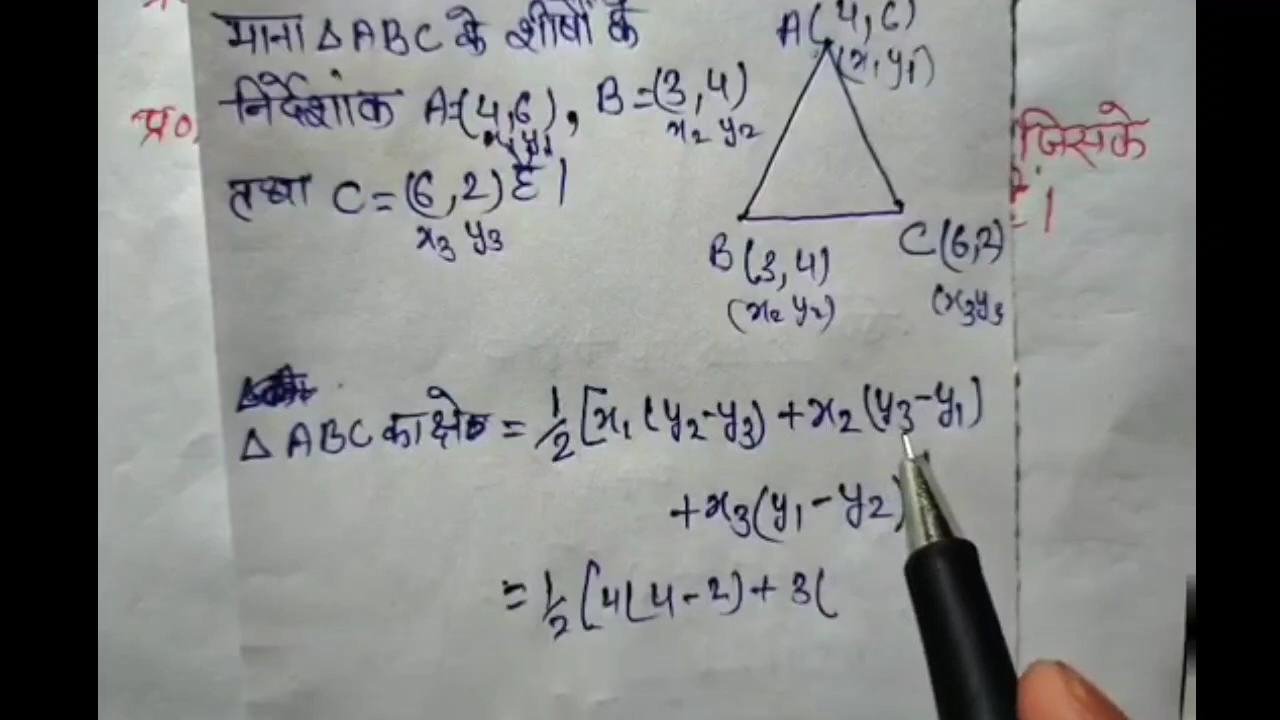 माना Δ ABC के शीर्षों के
निर्देशांक A=(4,6), B=(3,4)
x₁ y₁ x₂ y₂
तथा C=(6,2) है।
x₃ y₃
A(4,6)
(x₁ y₁)
B(3,4)
(x₂ y₂)
C(6,2)
(x₃y₃
प्र०
जिसके
Δ ABC का क्षे० = 1/2 [x₁(y₂-y₃) + x₂(y₃-y₁)
+x₃(y₁-y₂)
= 1/2 [4(4-2)+3(